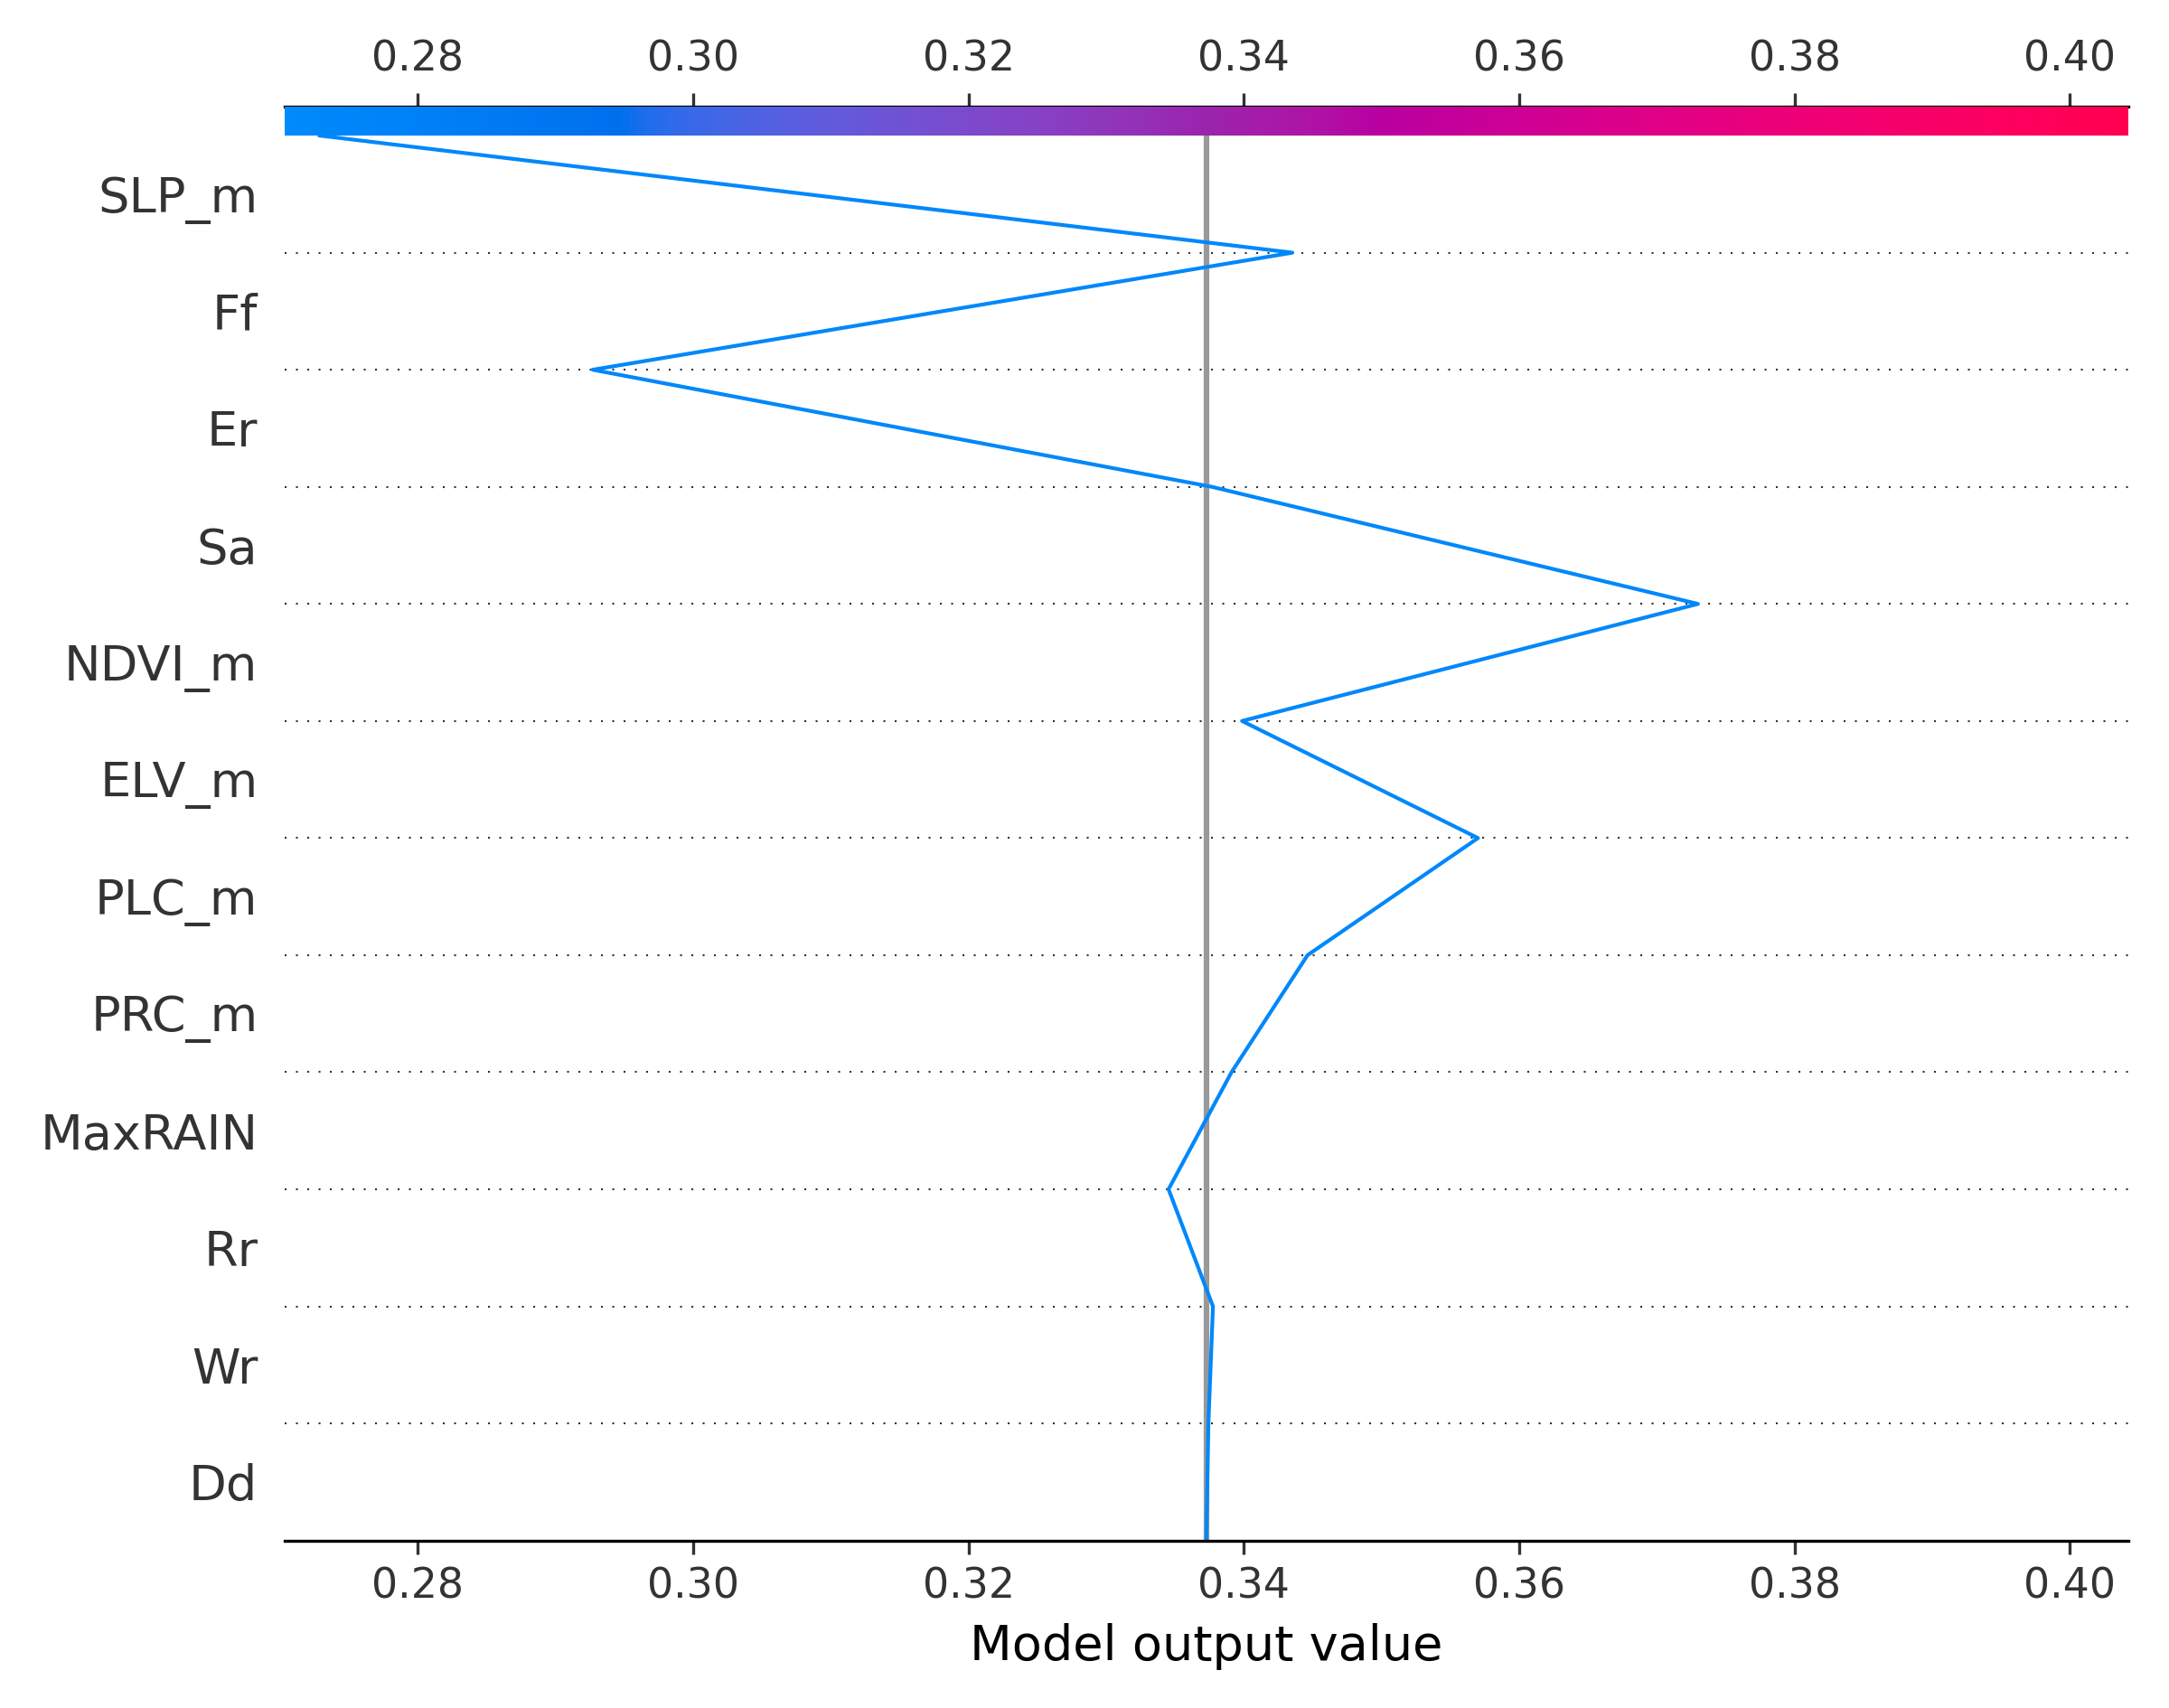 0.28 0.30 0.32 0.34 0.36 0.38 0.40
SLP_m
Ff
Er
Sa
NDVI_m
ELV_m
PLC_m
PRC_m
MaxRAIN
Rr
Wr
Dd
0.28 0.30 0.32 0.34 0.36 0.38 0.40
Model output value